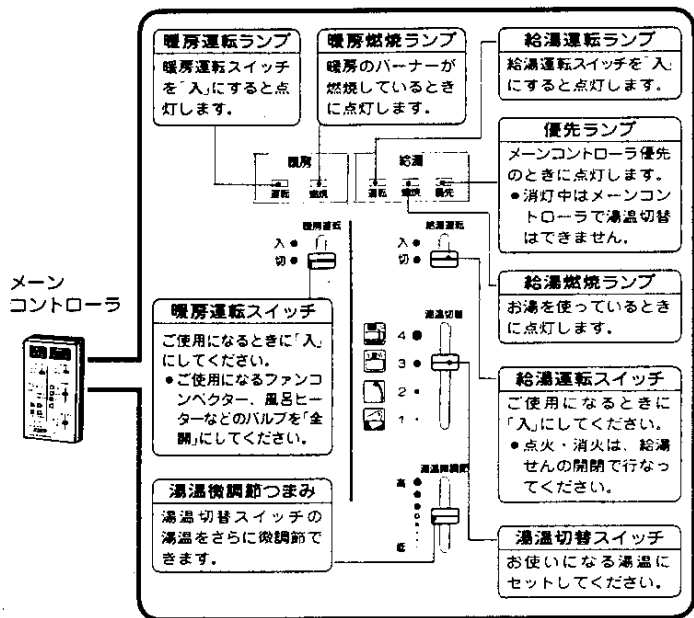 暖房運転ランプ
暖房運転スイッチ
を「入」にすると点
灯します。
暖房燃焼ランプ
暖房のバーナーが
燃焼しているとき
に点灯します。
給湯運転ランプ
給湯運転スイッチを「入」
にすると点灯します。
優先ランプ
メーンコントローラ優先
のときに点灯します。
●消灯中はメーンコン
トローラで湯温切替
はできません。
暖房
運転
燃焼
給湯
運転
燃焼
優先
暖房運転
入
切
給湯運転
入
切
給湯燃焼ランプ
お湯を使っているとき
に点灯します。
メーン
コントローラ
暖房運転スイッチ
ご使用になるときに「入」
にしてください。
●ご使用になるファンコ
ンベクター、風呂ヒー
ターなどのバルブを「全
開」にしてください。
湯温切替
4
3
2
1
給湯運転スイッチ
ご使用になるときに
「入」にしてください。
●点火・消火は、給湯
せんの開閉で行なっ
てください。
湯温微調節つまみ
湯温切替スイッチの
湯温をさらに微調節で
きます。
湯温微調節
高
低
湯温切替スイッチ
お使いになる湯温に
セットしてください。